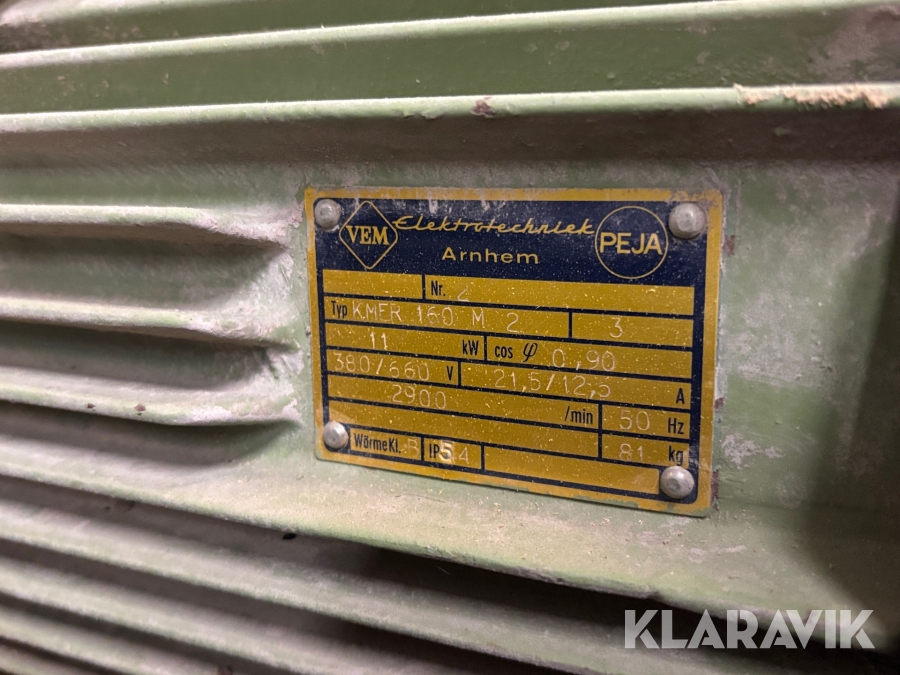 VEM Elektrotechniek PEJA
Arnhem
Nr. 2
Typ KMER 160 M 2 3
11 kW cos φ 0,90
380/660 V 21,5/12,5 A
2900 /min 50 Hz
81 kg
WärmeKl. B IP54
KLARAVIK